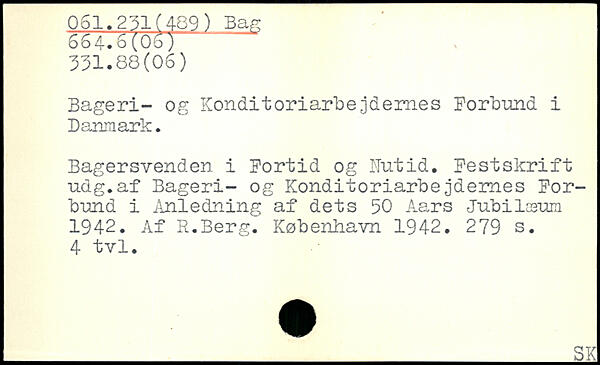 061.231(489) Bag
664.6(06)
331.88(06)
Bageri- og Konditoriarbejdernes Forbund i
Danmark.
Bagersvenden i Fortid og Nutid. Festskrift
udg.af Bageri- og Konditoriarbejdernes For-
bund i Anledning af dets 50 Aars Jubilæum
1942. Af R.Berg. København 1942. 279 s.
4 tvl.
SK